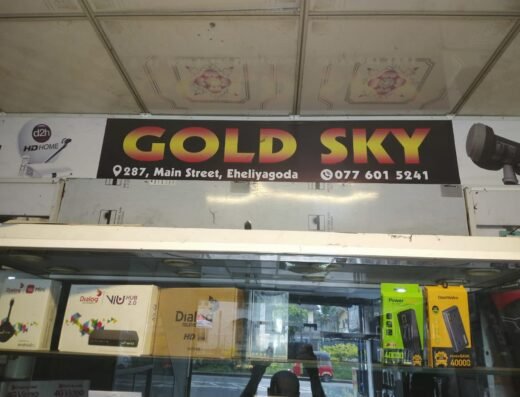 d2h
HD HOME
GOLD SKY
287, Main Street, Eheliyagoda
077 601 5241
Dialog
ViU HUB
2.0
Dialog
HD
Power
40000
40000